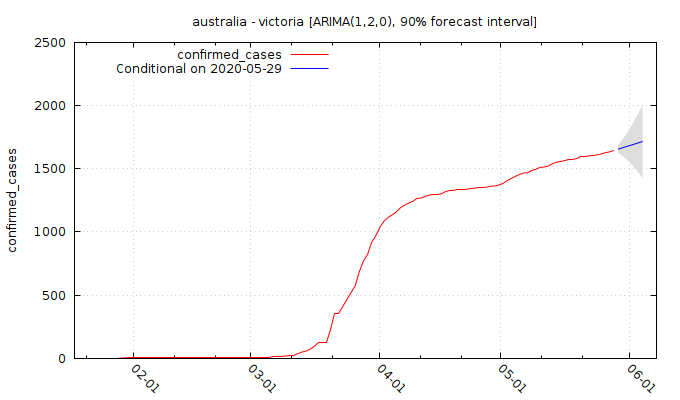 australia - victoria [ARIMA(1,2,0), 90% forecast interval]
confirmed_cases
Conditional on 2020-05-29
confirmed_cases
2500
2000
1500
1000
500
0
02-01
03-01
04-01
05-01
06-01